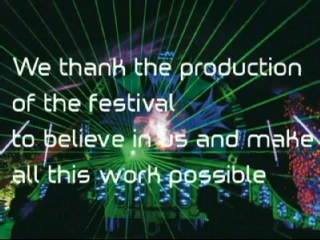 We thank the production
of the festival
to believe in us and make
all this work possible